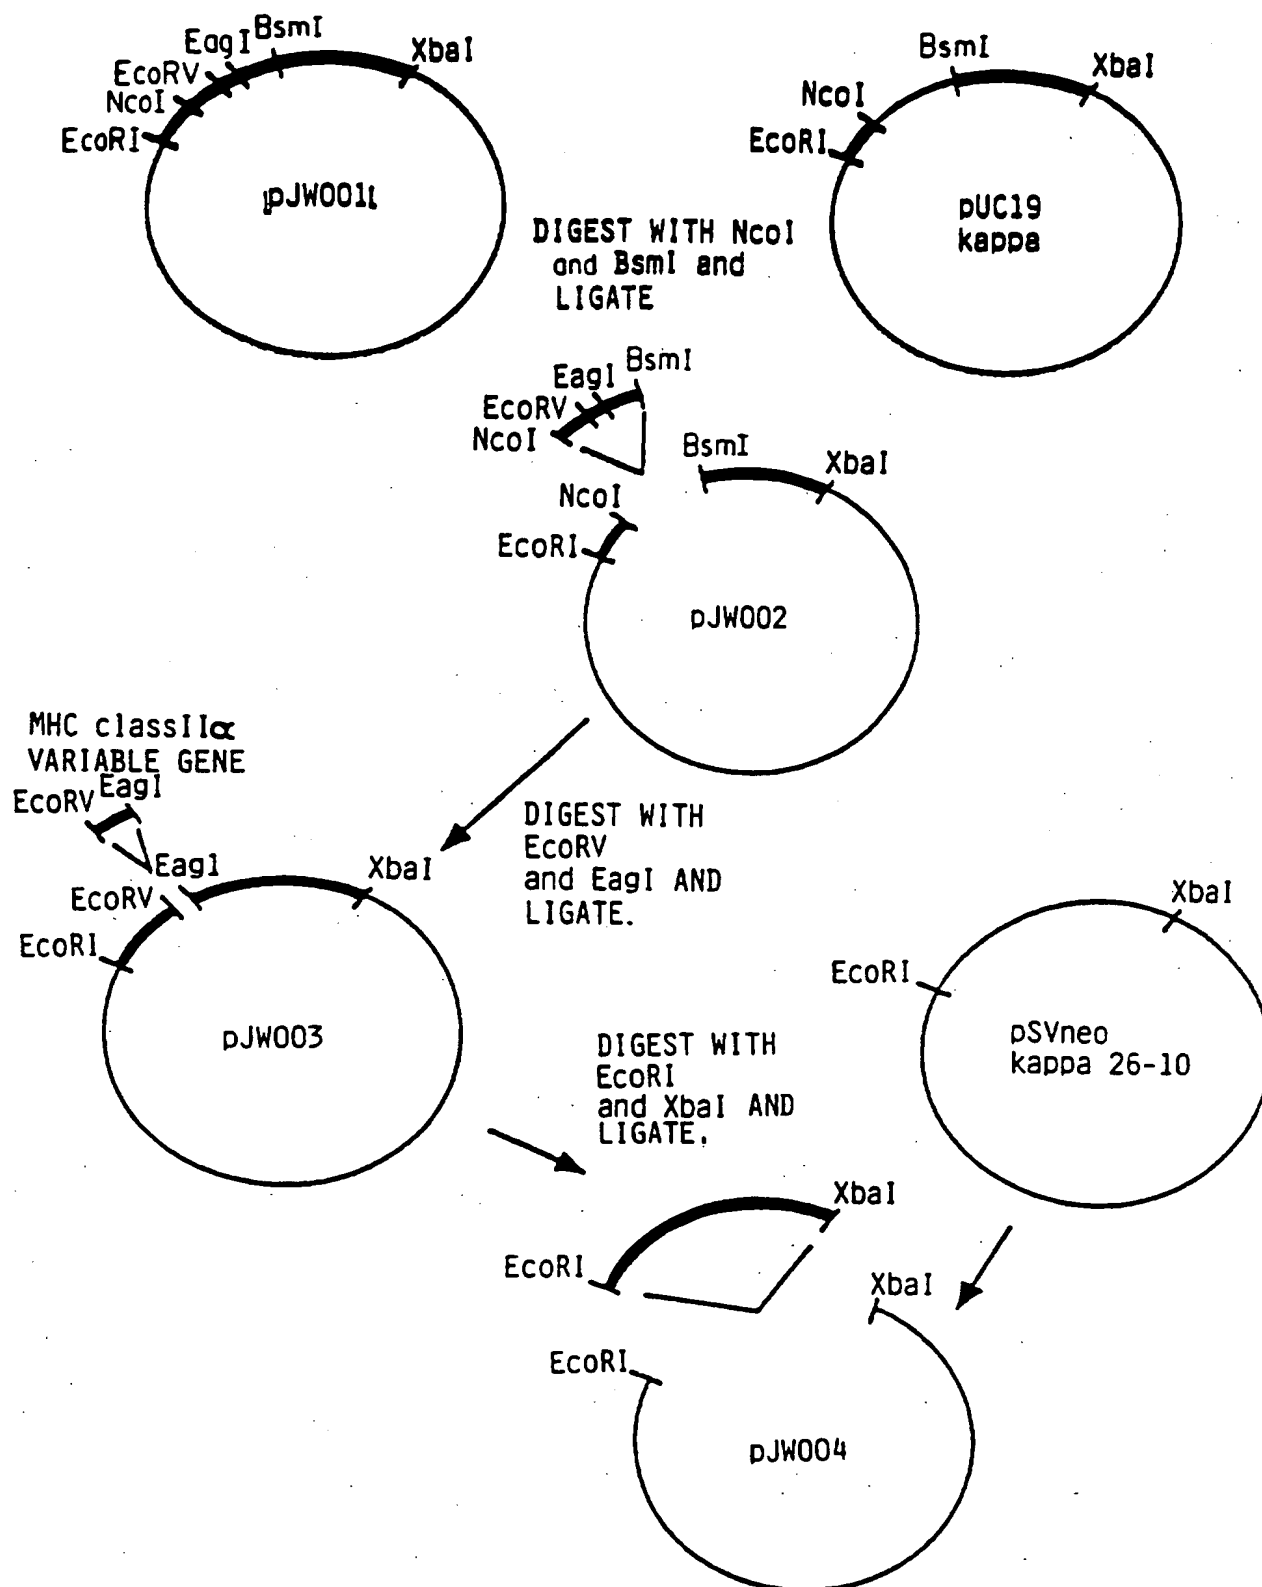 EagI BsmI
XbaI
EcoRV
NcoI
EcoRI
pJW001
BsmI
XbaI
NcoI
EcoRI
pUC19
kappa
DIGEST WITH NcoI
and BsmI and
LIGATE
BsmI
EagI
EcoRV
NcoI
BsmI
XbaI
NcoI
EcoRI
pJW002
MHC classIIα
VARIABLE GENE
EagI
EcoRV
EagI
XbaI
EcoRV
EcoRI
pJW003
DIGEST WITH
EcoRV
and EagI AND
LIGATE.
XbaI
EcoRI
pSVneo
kappa 26-10
DIGEST WITH
EcoRI
and XbaI AND
LIGATE.
XbaI
EcoRI
XbaI
EcoRI
pJW004